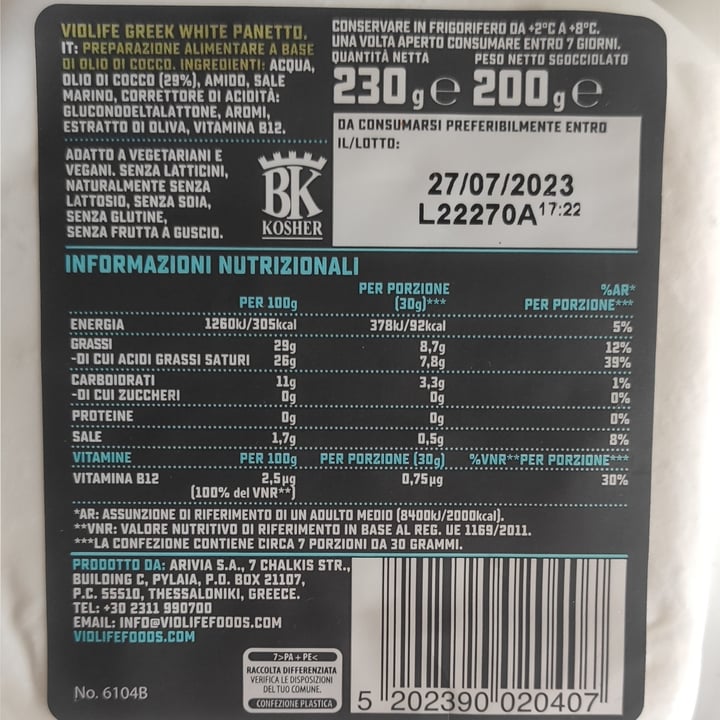 VIOLIFE GREEK WHITE PANETTO.
IT: PREPARAZIONE ALIMENTARE A BASE
DI OLIO DI COCCO. INGREDIENTI: ACQUA,
OLIO DI COCCO (29%), AMIDO, SALE
MARINO, CORRETTORE DI ACIDITÀ:
GLUCONODELTALATTONE, AROMI,
ESTRATTO DI OLIVA, VITAMINA B12.
ADATTO A VEGETARIANI E
VEGANI. SENZA LATTICINI,
NATURALMENTE SENZA
LATTOSIO, SENZA SOIA,
SENZA GLUTINE,
SENZA FRUTTA A GUSCIO.
BK
KOSHER
CONSERVARE IN FRIGORIFERO DA +2°C A +8°C.
UNA VOLTA APERTO CONSUMARE ENTRO 7 GIORNI.
QUANTITÀ NETTA PESO NETTO SGOCCIOLATO
230g℮ 200g℮
DA CONSUMARSI PREFERIBILMENTE ENTRO
IL/LOTTO:
27/07/2023
L22270A17:22
INFORMAZIONI NUTRIZIONALI
PER 100g PER PORZIONE (30g)*** %AR* PER PORZIONE***
ENERGIA 1260kJ/305kcal 378kJ/92kcal 5%
GRASSI 29g 8,7g 12%
-DI CUI ACIDI GRASSI SATURI 26g 7,8g 39%
CARBOIDRATI 11g 3,3g 1%
-DI CUI ZUCCHERI 0g 0g 0%
PROTEINE 0g 0g 0%
SALE 1,7g 0,5g 8%
VITAMINE PER 100g PER PORZIONE (30g) %VNR**PER PORZIONE***
VITAMINA B12 2,5µg 0,75µg 30%
(100% del VNR**)
*AR: ASSUNZIONE DI RIFERIMENTO DI UN ADULTO MEDIO (8400kJ/2000kcal).
**VNR: VALORE NUTRITIVO DI RIFERIMENTO IN BASE AL REG. UE 1169/2011.
***LA CONFEZIONE CONTIENE CIRCA 7 PORZIONI DA 30 GRAMMI.
PRODOTTO DA: ARIVIA S.A., 7 CHALKIS STR.,
BUILDING C, PYLAIA, P.O. BOX 21107,
P.C. 55510, THESSALONIKI, GREECE.
TEL: +30 2311 990700
EMAIL: INFO@VIOLIFEFOODS.COM
VIOLIFEFOODS.COM
No. 6104B
7>PA+PE<
RACCOLTA DIFFERENZIATA
VERIFICA LE DISPOSIZIONI
DEL TUO COMUNE.
CONFEZIONE PLASTICA
5 202390 020407